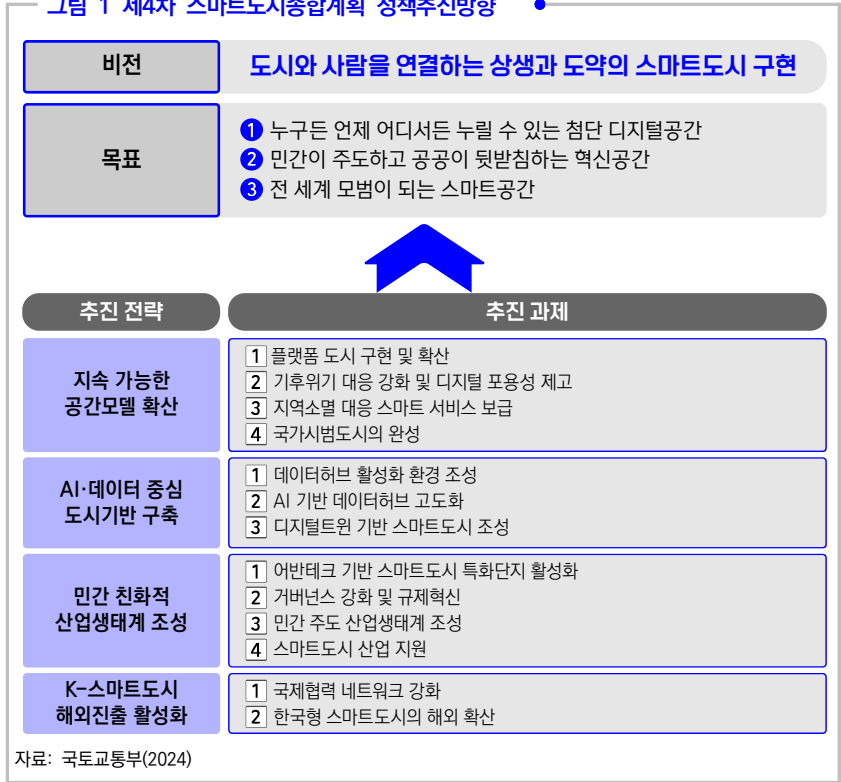 그림 1 제4차 스마트도시종합계획 정책추진방향
비전
도시와 사람을 연결하는 상생과 도약의 스마트도시 구현
목표
❶ 누구든 언제 어디서든 누릴 수 있는 첨단 디지털공간
❷ 민간이 주도하고 공공이 뒷받침하는 혁신공간
❸ 전 세계 모범이 되는 스마트공간
추진 전략
추진 과제
지속 가능한
공간모델 확산
1 플랫폼 도시 구현 및 확산
2 기후위기 대응 강화 및 디지털 포용성 제고
3 지역소멸 대응 스마트 서비스 보급
4 국가시범도시의 완성
AI·데이터 중심
도시기반 구축
1 데이터허브 활성화 환경 조성
2 AI 기반 데이터허브 고도화
3 디지털트윈 기반 스마트도시 조성
민간 친화적
산업생태계 조성
1 어반테크 기반 스마트도시 특화단지 활성화
2 거버넌스 강화 및 규제혁신
3 민간 주도 산업생태계 조성
4 스마트도시 산업 지원
K-스마트도시
해외진출 활성화
1 국제협력 네트워크 강화
2 한국형 스마트도시의 해외 확산
자료: 국토교통부(2024)